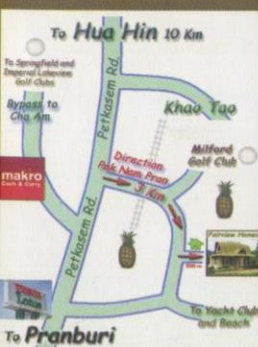 To Hua Hin 10 Km
To Springfield and
Imperial Lakeview
Golf Clubs
Petkasem Rd.
Bypass to
Cha Am
Khao Tao
Milford
Golf Club
makro
Cash & Carry
Direction
Pak Nam Pran
3 Km
Petkasem Rd.
Fairview Homes
To Yacht Club
and Beach
To Pranburi